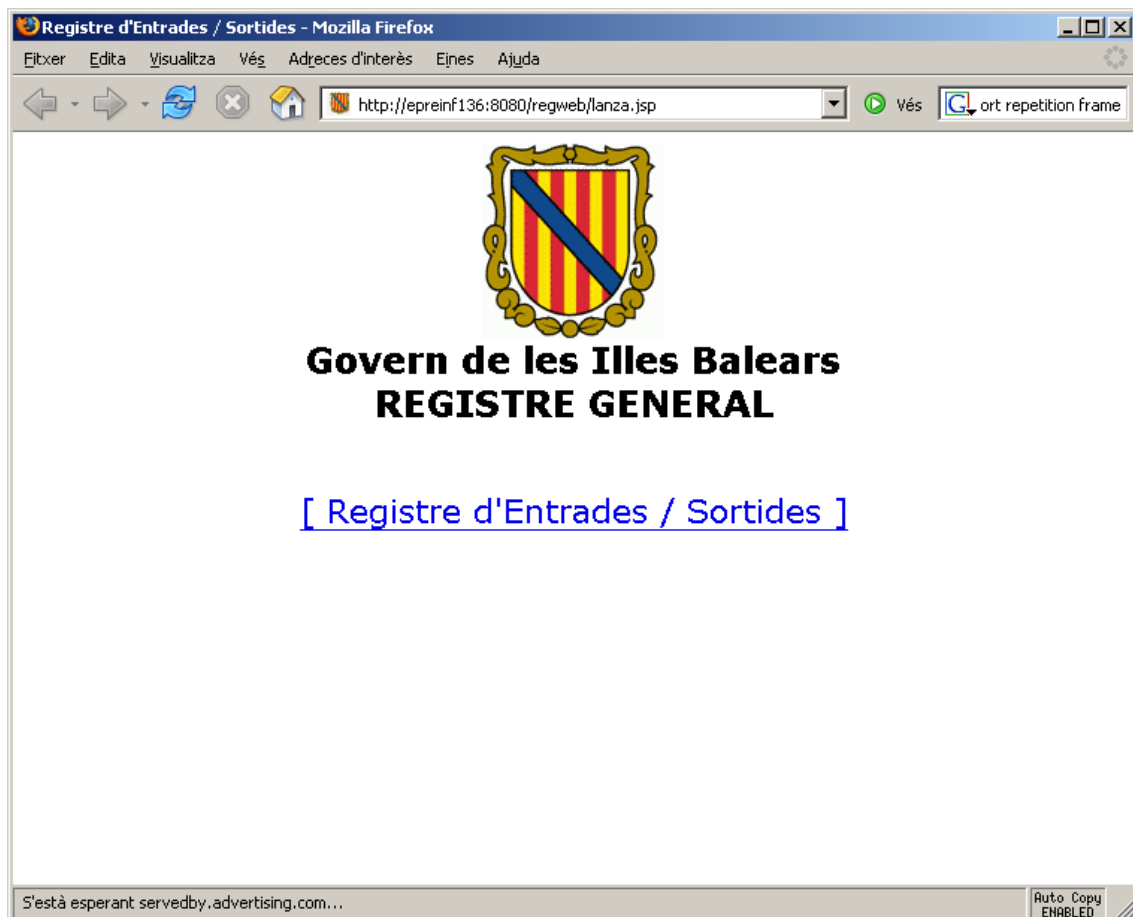 Registre d'Entrades / Sortides - Mozilla Firefox
Fitxer Edita Visualitza Vés Adreces d'interès Eines Ajuda
http://epreinf136:8080/regweb/lanza.jsp Vés G ort repetition frame
Govern de les Illes Balears
REGISTRE GENERAL
[ Registre d'Entrades / Sortides ]
S'està esperant servedby.advertising.com...
Auto Copy
ENABLED